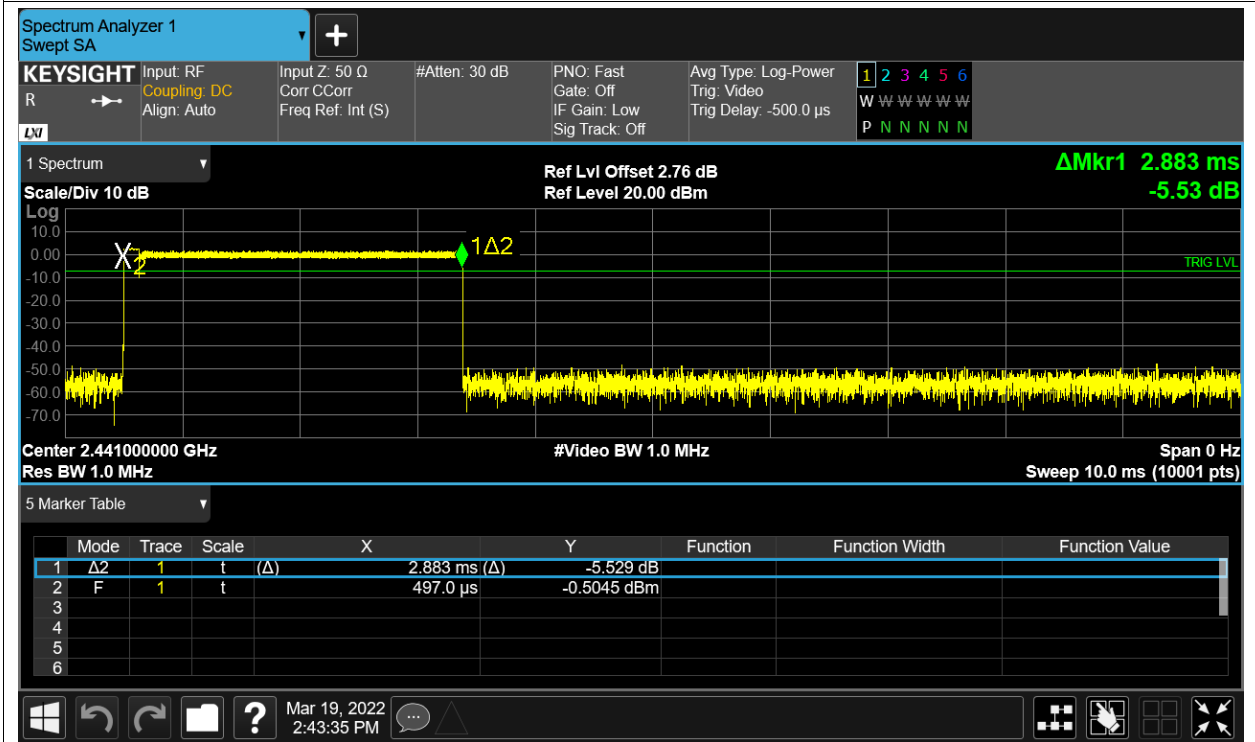 Spectrum Analyzer 1
Swept SA
KEYSIGHT
R
LXI
Input: RF
Coupling: DC
Align: Auto
Input Z: 50 Ω
Corr CCorr
Freq Ref: Int (S)
#Atten: 30 dB
PNO: Fast
Gate: Off
IF Gain: Low
Sig Track: Off
Avg Type: Log-Power
Trig: Video
Trig Delay: -500.0 µs
1 2 3 4 5 6
W W W W W W
P N N N N N
1 Spectrum
Scale/Div 10 dB
Ref Lvl Offset 2.76 dB
Ref Level 20.00 dBm
ΔMkr1 2.883 ms
-5.53 dB
Log
10.0
0.00
-10.0
-20.0
-30.0
-40.0
-50.0
-60.0
-70.0
X
2
1Δ2
TRIG LVL
Center 2.441000000 GHz
#Video BW 1.0 MHz
Span 0 Hz
Res BW 1.0 MHz
Sweep 10.0 ms (10001 pts)
5 Marker Table
Mode Trace Scale X Y Function Function Width Function Value
1 Δ2 1 t (Δ) 2.883 ms (Δ) -5.529 dB
2 F 1 t 497.0 µs -0.5045 dBm
3
4
5
6
?
Mar 19, 2022
2:43:35 PM